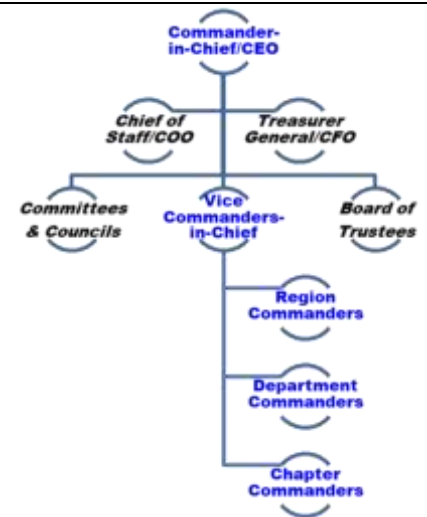 Commander-
in-Chief/CEO
Chief of
Staff/COO
Treasurer
General/CFO
Committees
& Councils
Vice
Commanders-
in-Chief
Board of
Trustees
Region
Commanders
Department
Commanders
Chapter
Commanders